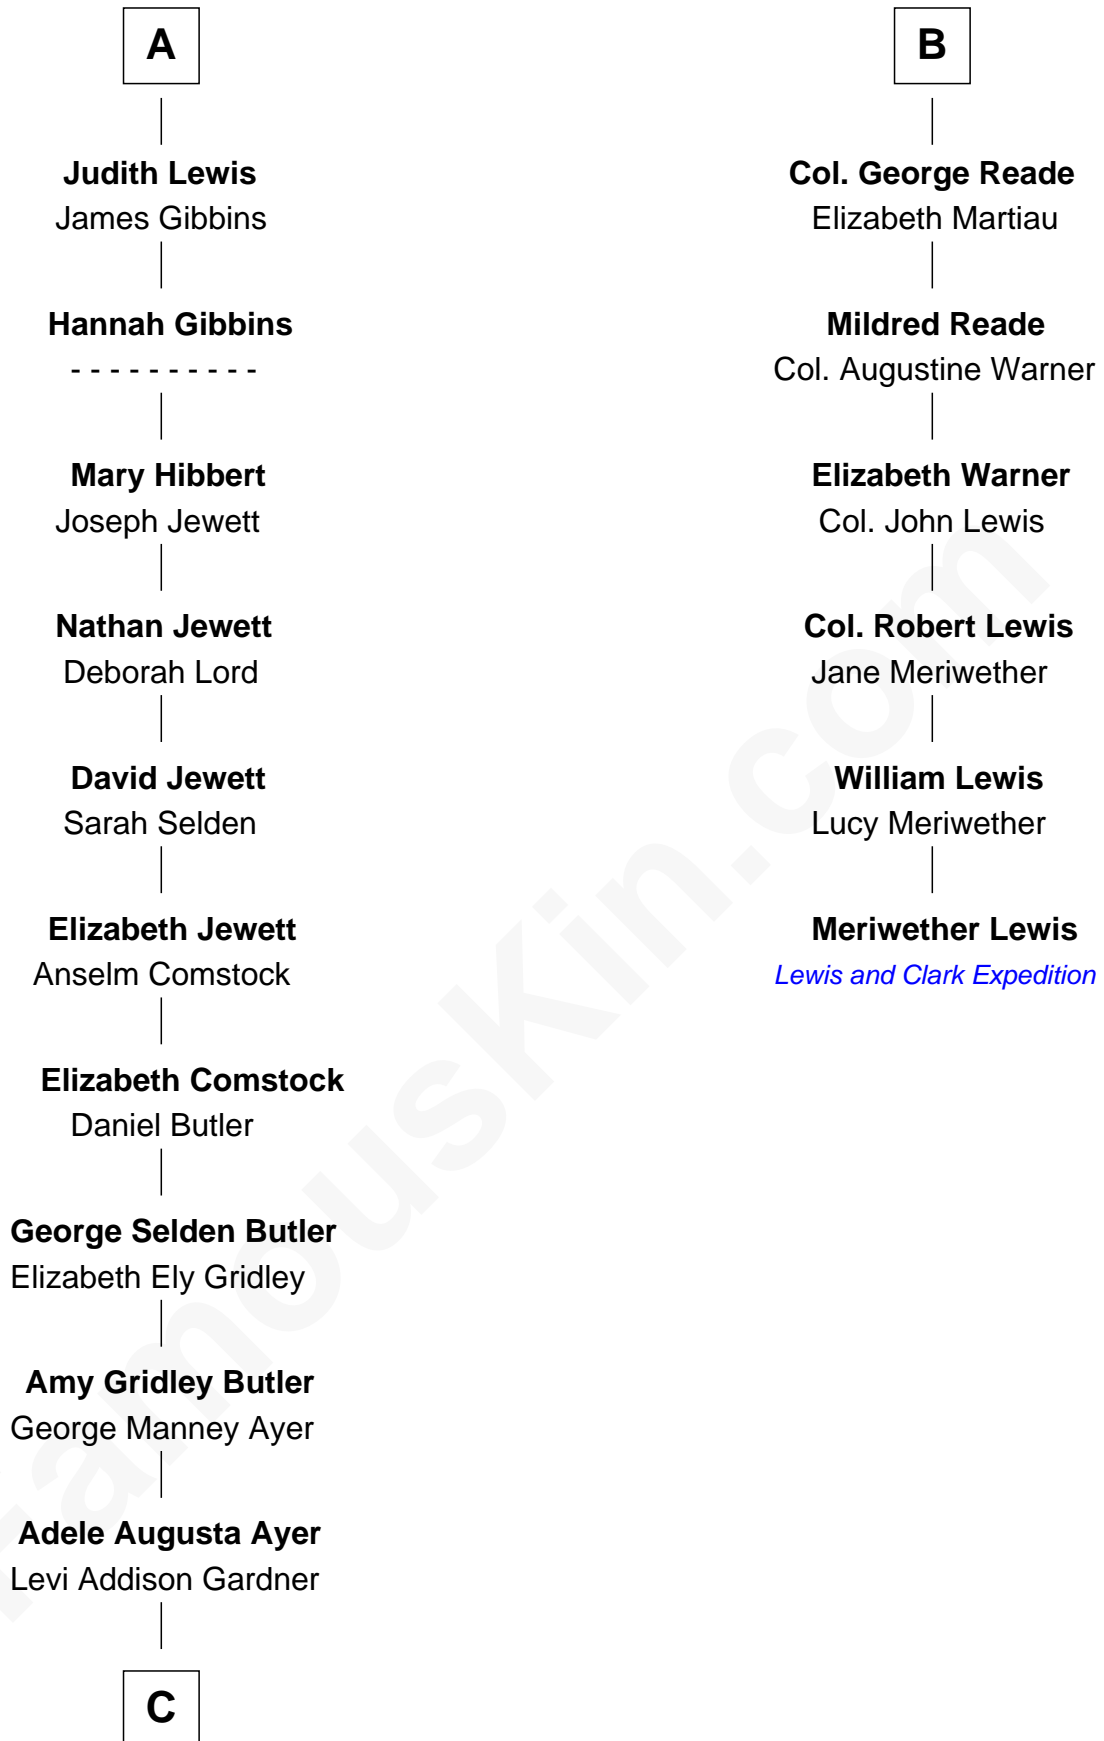 A
Judith Lewis
James Gibbins
Hannah Gibbins
- - - - - - - - - -
Mary Hibbert
Joseph Jewett
Nathan Jewett
Deborah Lord
David Jewett
Sarah Selden
Elizabeth Jewett
Anselm Comstock
Elizabeth Comstock
Daniel Butler
George Selden Butler
Elizabeth Ely Gridley
Amy Gridley Butler
George Manney Ayer
Adele Augusta Ayer
Levi Addison Gardner
C
B
Col. George Reade
Elizabeth Martiau
Mildred Reade
Col. Augustine Warner
Elizabeth Warner
Col. John Lewis
Col. Robert Lewis
Jane Meriwether
William Lewis
Lucy Meriwether
Meriwether Lewis
Lewis and Clark Expedition
FamousKin.com